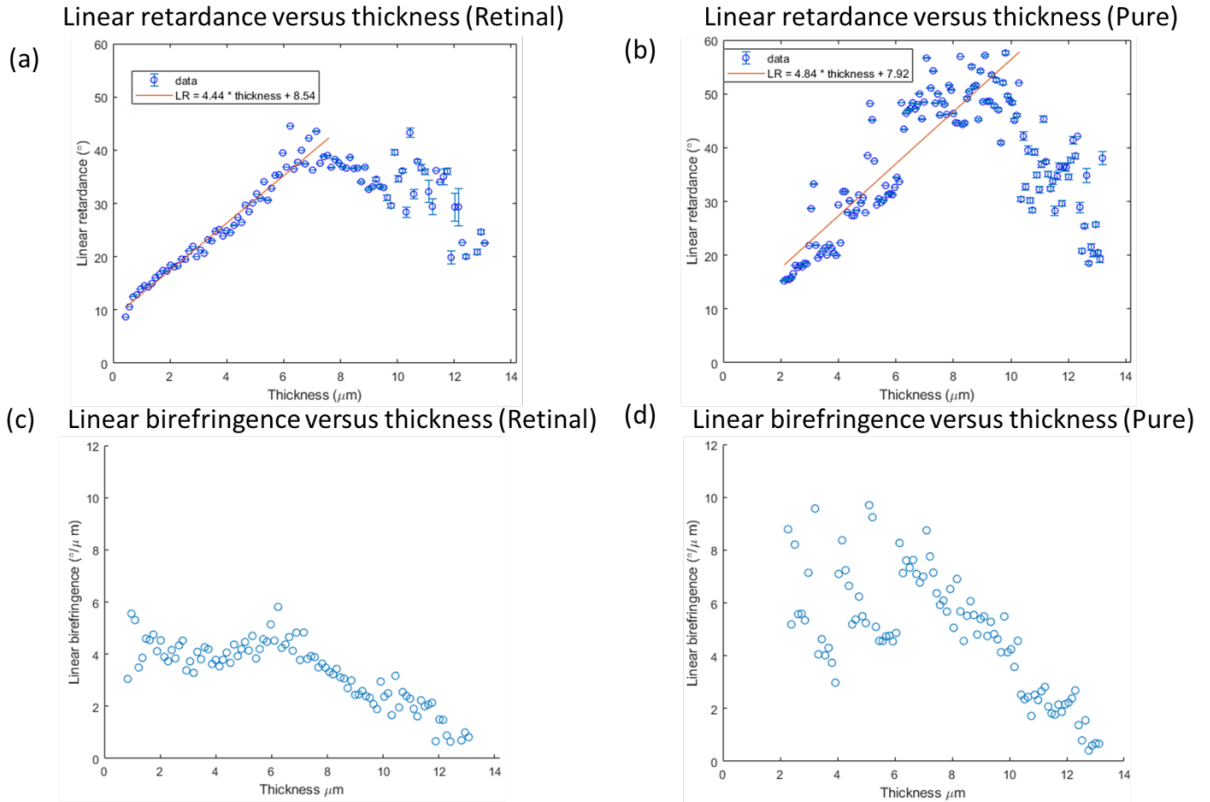 Linear retardance versus thickness (Retinal)
Linear retardance versus thickness (Pure)
(a)
60
50
40
30
20
10
0
Linear retardance (°)
data
LR = 4.44 * thickness + 8.54
0 2 4 6 8 10 12 14
Thickness (μm)
(b)
60
50
40
30
20
10
0
Linear retardance (°)
data
LR = 4.84 * thickness + 7.92
0 2 4 6 8 10 12 14
Thickness (μm)
(c)
Linear birefringence versus thickness (Retinal)
12
10
8
6
4
2
0
Linear birefringence (°/μ m)
0 2 4 6 8 10 12 14
Thickness μm
(d)
Linear birefringence versus thickness (Pure)
12
10
8
6
4
2
0
Linear birefringence (°/μ m)
0 2 4 6 8 10 12 14
Thickness μm